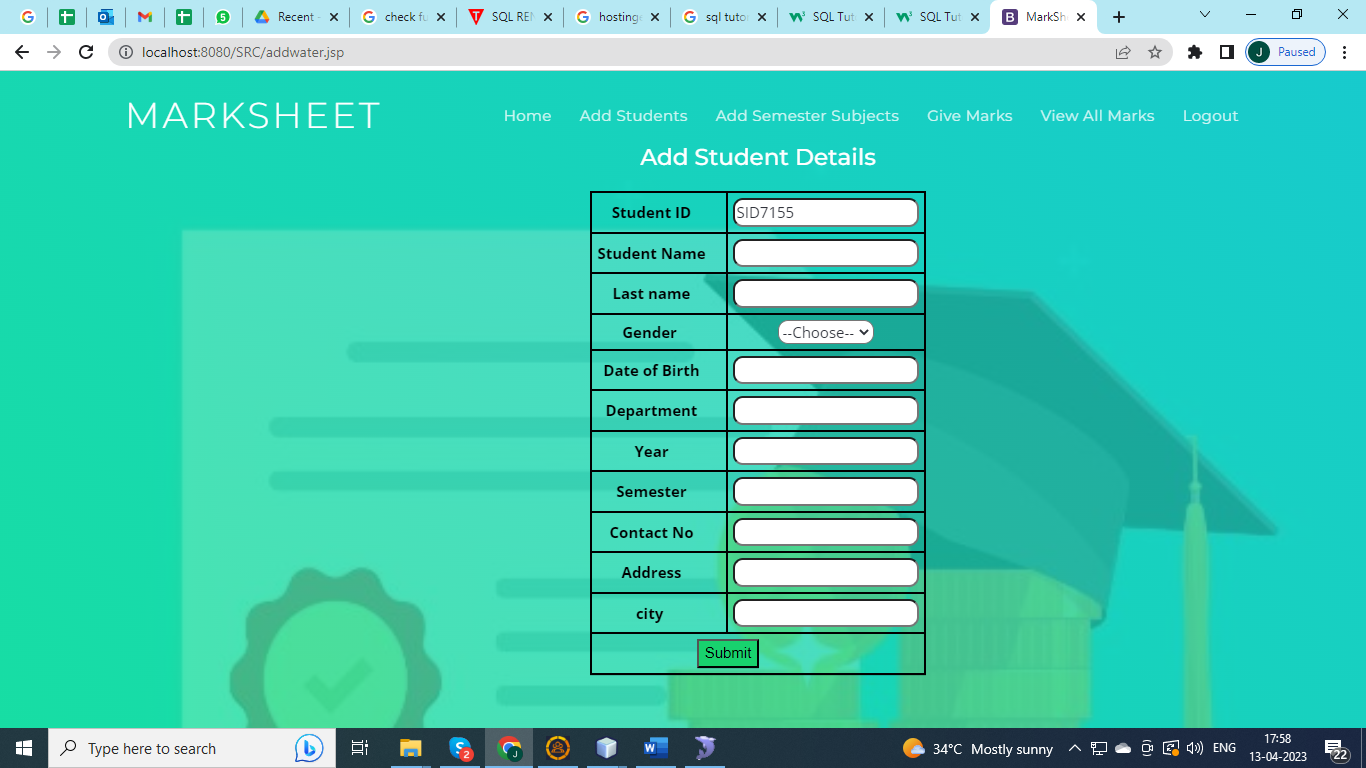 Recent
check fu
SQL REN
hosting
sql tuto
SQL Tut
SQL Tut
MarkSh
localhost:8080/SRC/addwater.jsp
J Paused
MARKSHEET
Home Add Students Add Semester Subjects Give Marks View All Marks Logout
Add Student Details
Student ID SID7155
Student Name
Last name
Gender --Choose--
Date of Birth
Department
Year
Semester
Contact No
Address
city
Submit
Type here to search
34°C Mostly sunny
ENG
17:58
13-04-2023
22